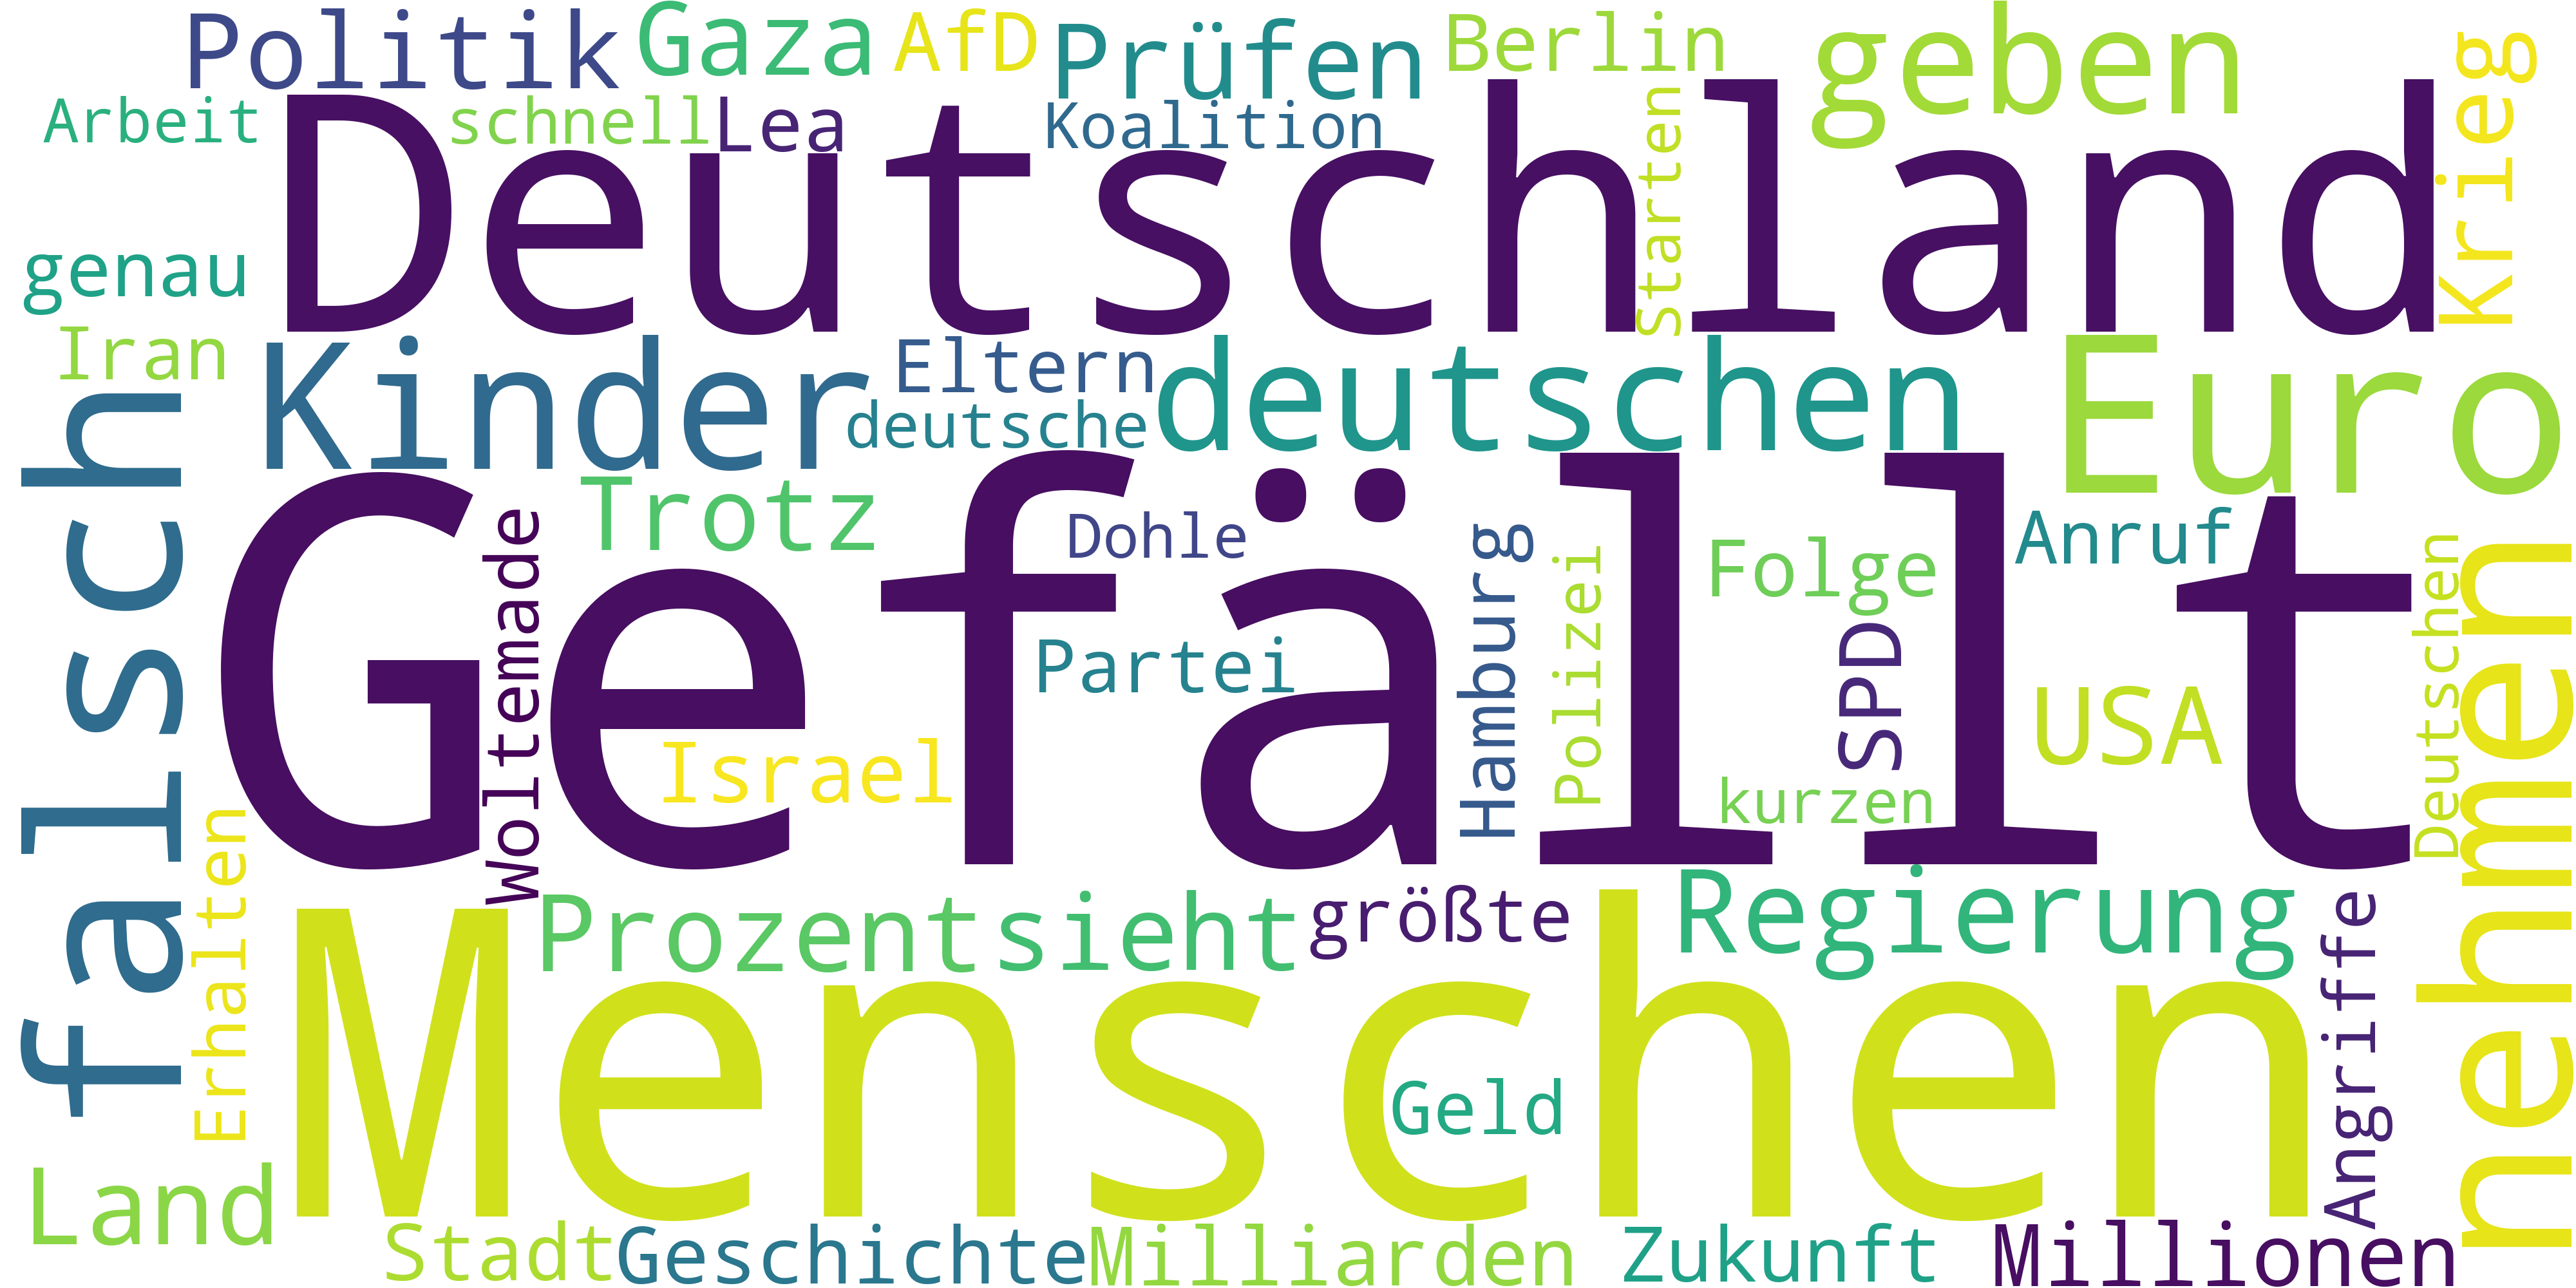 Politik
Gaza
AfD
Prüfen
Berlin
geben
Krieg
Arbeit
schnell
Lea
Koalition
Starten
Deutschland
genau
Iran
Kinder
Eltern
deutsche
deutschen
Euro
falsch
Gefällt
Trotz
Woltemade
Dohle
Hamburg
Polizei
Folge
Anruf
Deutschen
nehmen
Partei
SPD
USA
Israel
kurzen
Erhalten
Prozent
sieht
größte
Regierung
Angriffe
Menschen
Geld
Land
Stadt
Geschichte
Milliarden
Zukunft
Millionen